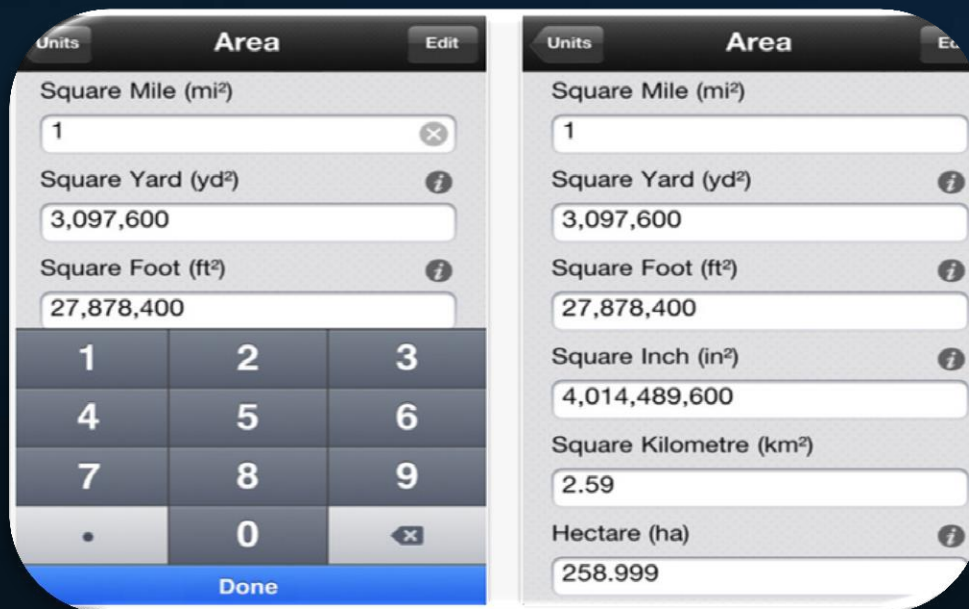 Units Area Edit
Square Mile (mi²)
1
Square Yard (yd²)
3,097,600
Square Foot (ft²)
27,878,400
1 2 3
4 5 6
7 8 9
. 0
Done
Units Area
Square Mile (mi²)
1
Square Yard (yd²)
3,097,600
Square Foot (ft²)
27,878,400
Square Inch (in²)
4,014,489,600
Square Kilometre (km²)
2.59
Hectare (ha)
258.999